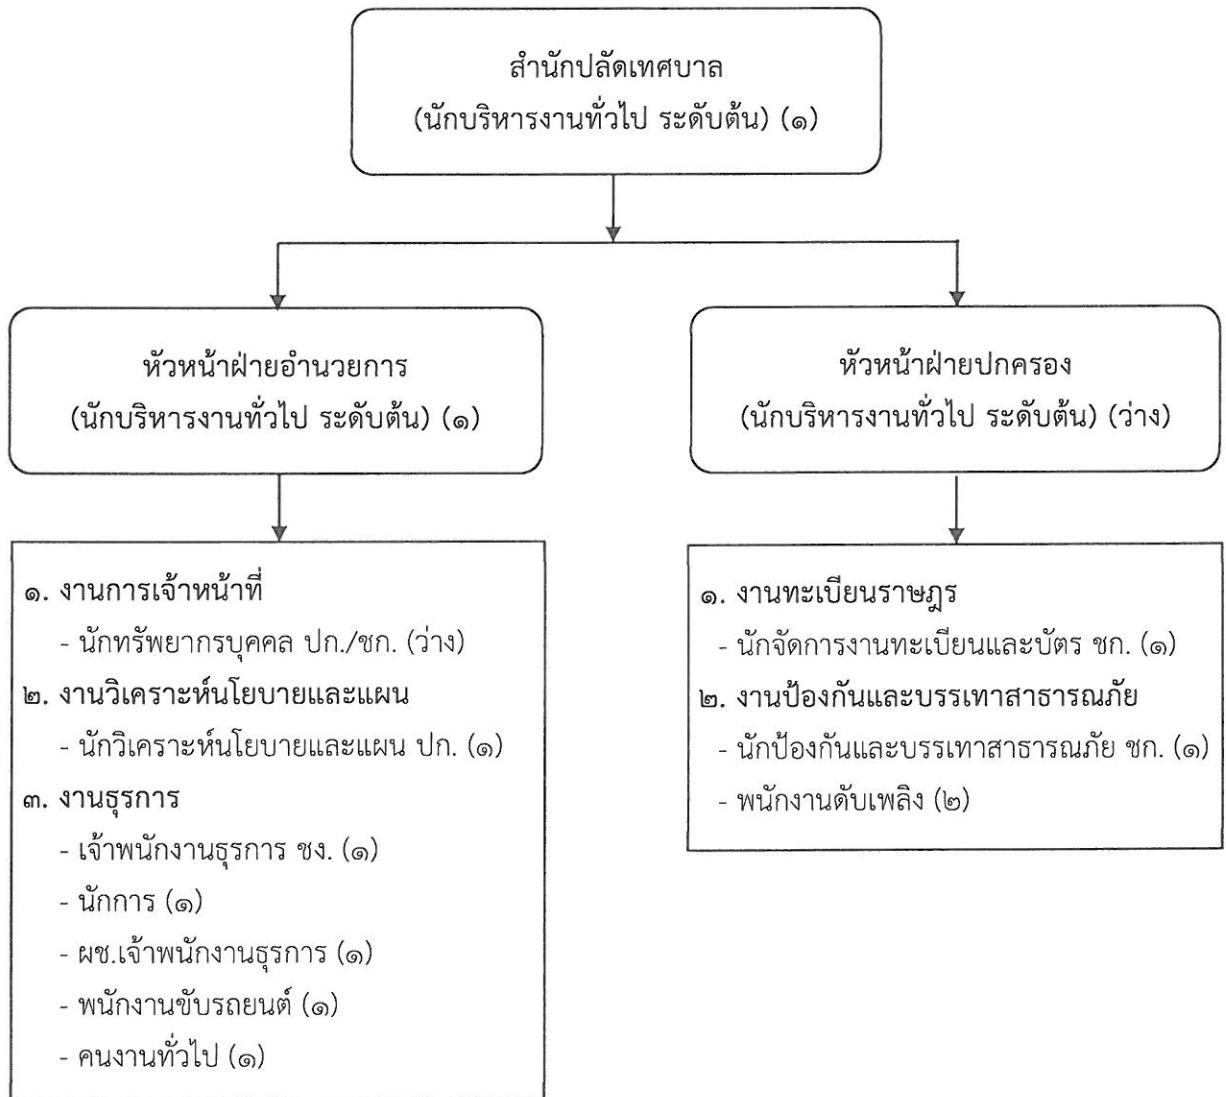 สำนักปลัดเทศบาล
(นักบริหารงานทั่วไป ระดับต้น) (๑)
หัวหน้าฝ่ายอำนวยการ
(นักบริหารงานทั่วไป ระดับต้น) (๑)
หัวหน้าฝ่ายปกครอง
(นักบริหารงานทั่วไป ระดับต้น) (ว่าง)
๑. งานการเจ้าหน้าที่
- นักทรัพยากรบุคคล ปก./ชก. (ว่าง)
๒. งานวิเคราะห์นโยบายและแผน
- นักวิเคราะห์นโยบายและแผน ปก. (๑)
๓. งานธุรการ
- เจ้าพนักงานธุรการ ชง. (๑)
- นักการ (๑)
- ผช.เจ้าพนักงานธุรการ (๑)
- พนักงานขับรถยนต์ (๑)
- คนงานทั่วไป (๑)
๑. งานทะเบียนราษฎร
- นักจัดการงานทะเบียนและบัตร ชก. (๑)
๒. งานป้องกันและบรรเทาสาธารณภัย
- นักป้องกันและบรรเทาสาธารณภัย ชก. (๑)
- พนักงานดับเพลิง (๒)